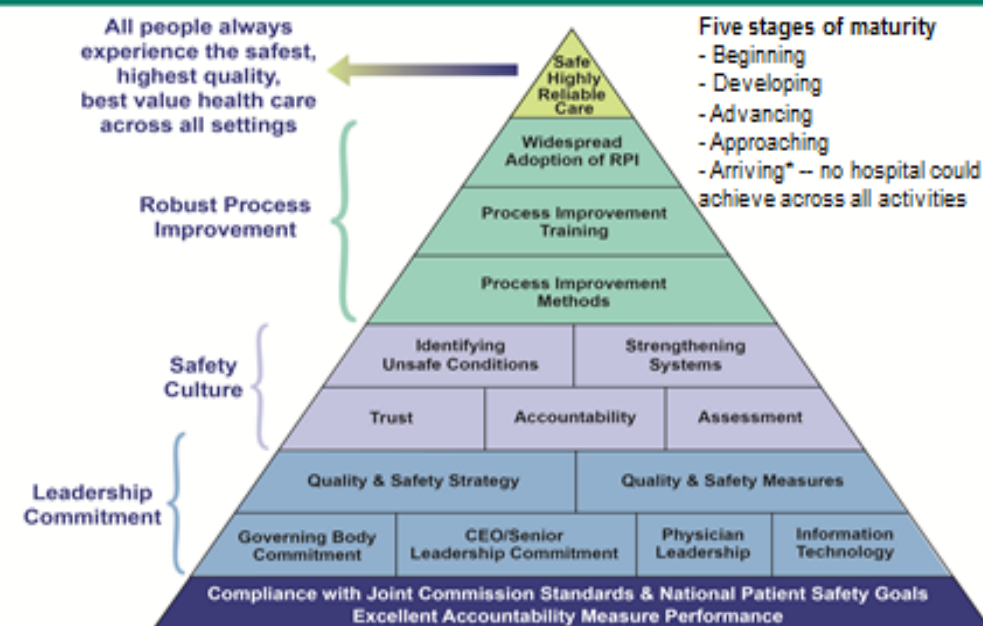 All people always
experience the safest,
highest quality,
best value health care
across all settings
Five stages of maturity
- Beginning
- Developing
- Advancing
- Approaching
- Arriving* -- no hospital could
achieve across all activities
Safe
Highly
Reliable
Care
Robust Process
Improvement
Widespread
Adoption of RPI
Process Improvement
Training
Process Improvement
Methods
Safety
Culture
Identifying
Unsafe Conditions
Strengthening
Systems
Trust
Accountability
Assessment
Leadership
Commitment
Quality & Safety Strategy
Quality & Safety Measures
Governing Body
Commitment
CEO/Senior
Leadership Commitment
Physician
Leadership
Information
Technology
Compliance with Joint Commission Standards & National Patient Safety Goals
Excellent Accountability Measure Performance